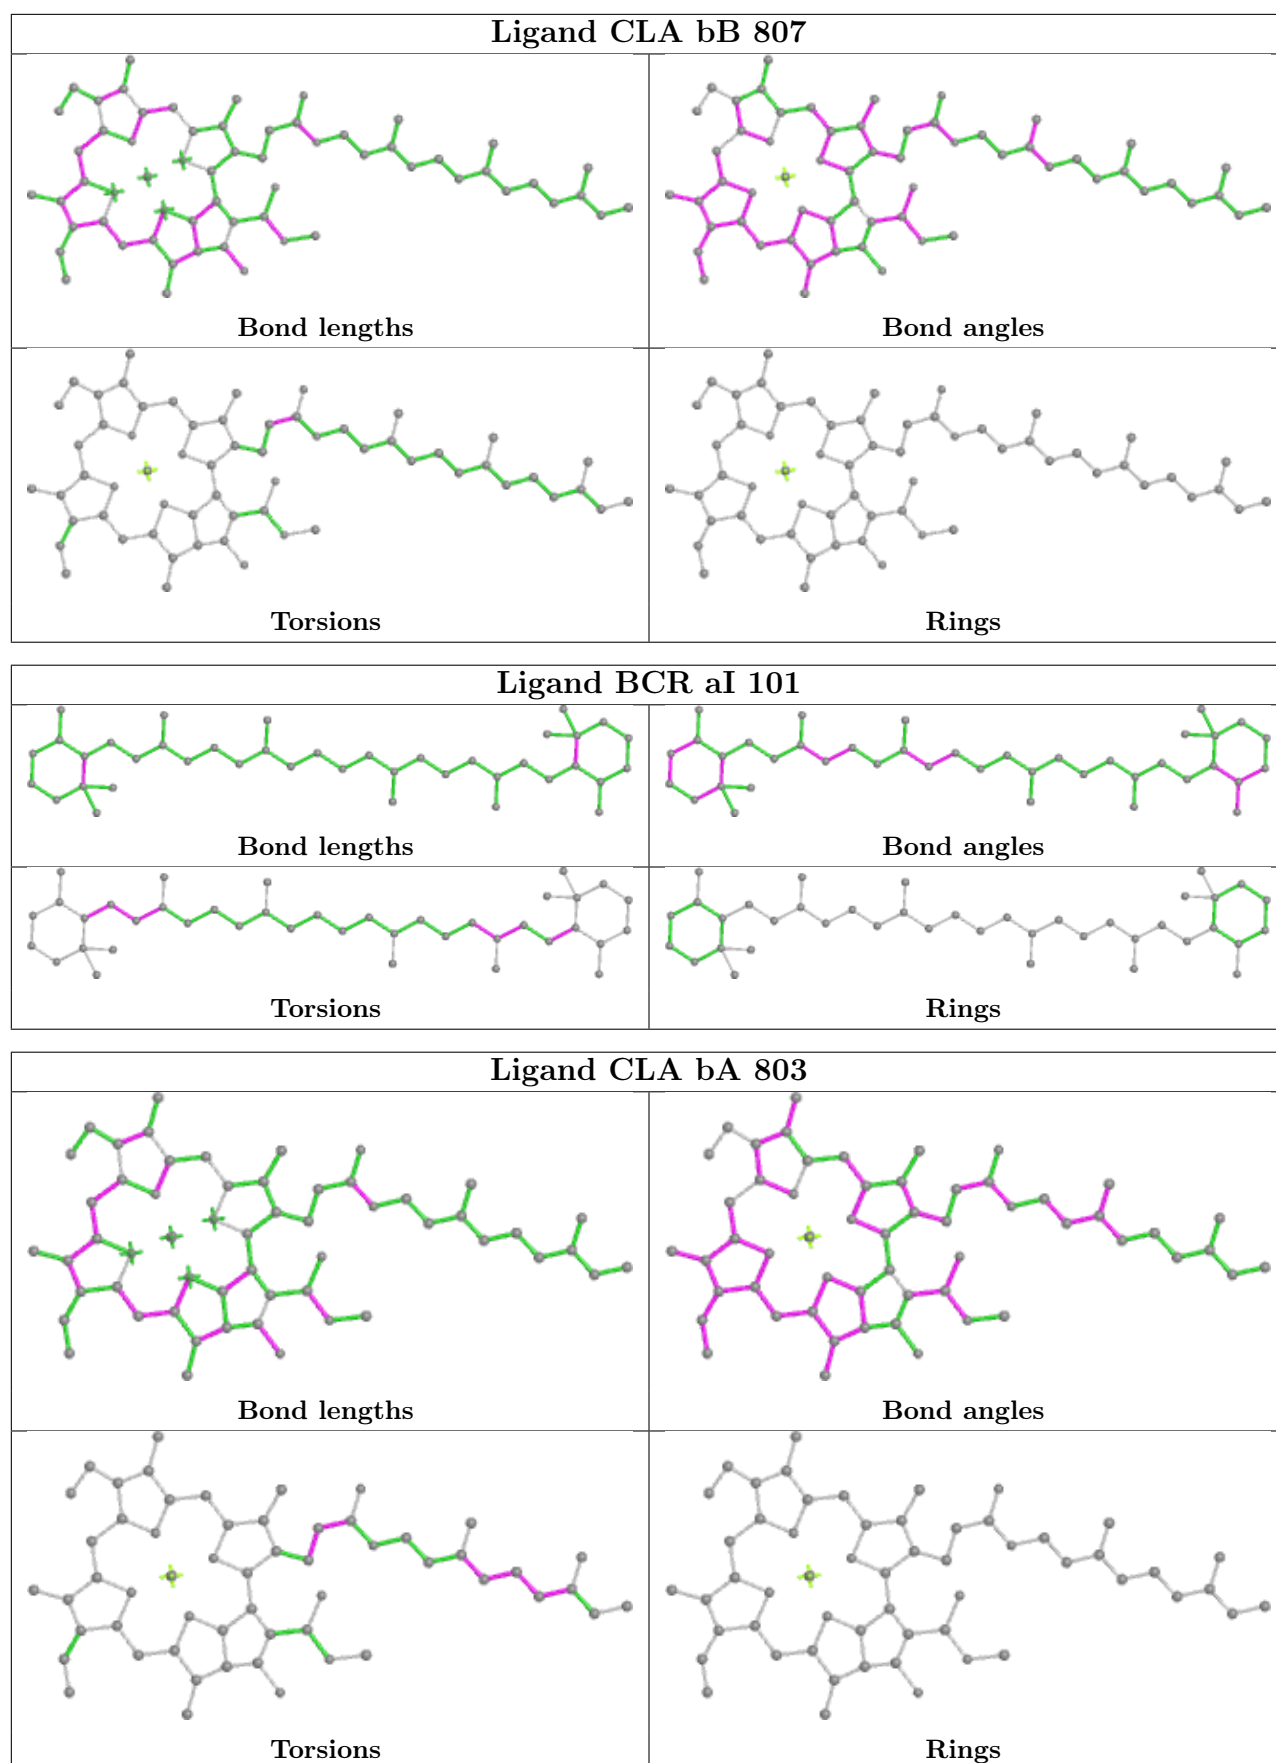 Ligand CLA bB 807
Bond lengths
Bond angles
Torsions
Rings
Ligand BCR aI 101
Bond lengths
Bond angles
Torsions
Rings
Ligand CLA bA 803
Bond lengths
Bond angles
Torsions
Rings